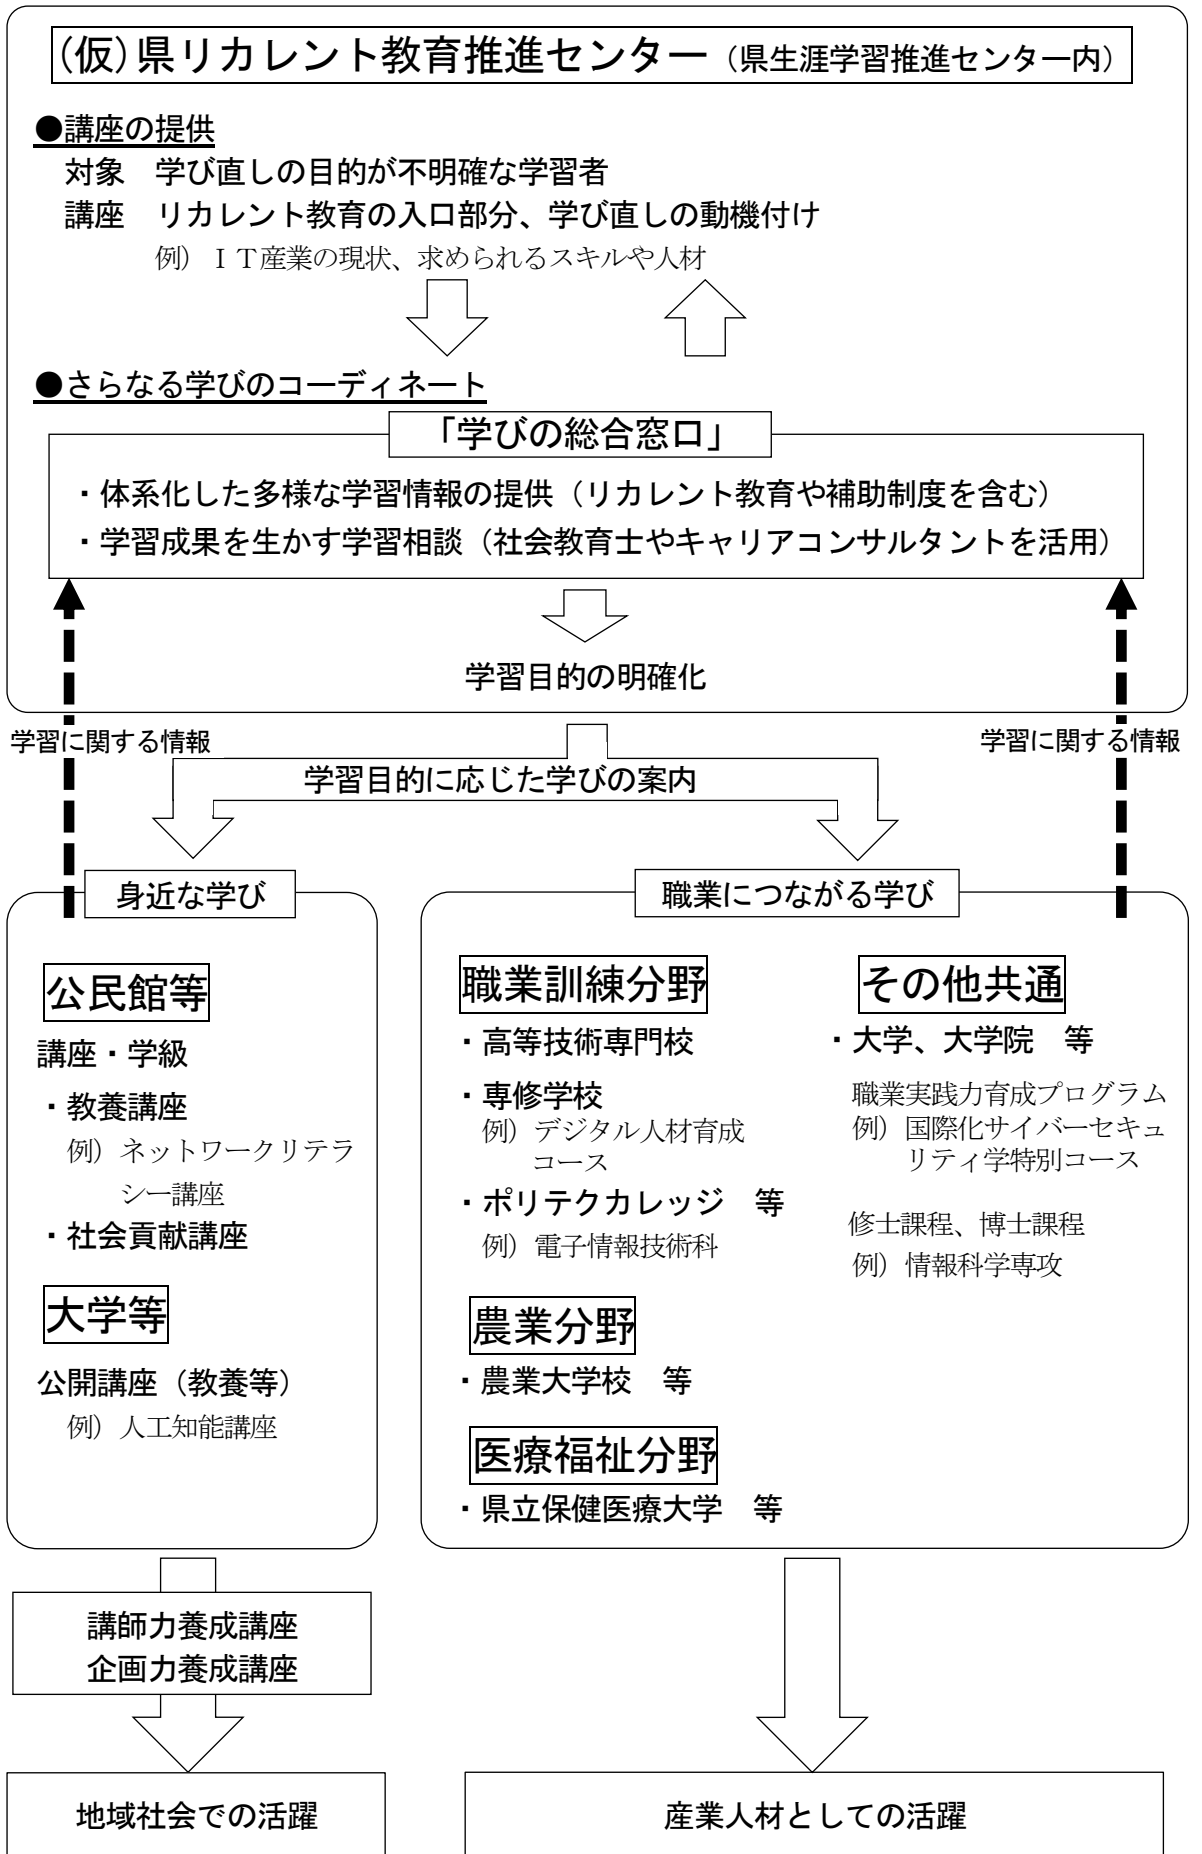 (仮)県リカレント教育推進センター（県生涯学習推進センター内）
●講座の提供
対象　学び直しの目的が不明確な学習者
講座　リカレント教育の入口部分、学び直しの動機付け
例）ＩＴ産業の現状、求められるスキルや人材
●さらなる学びのコーディネート
「学びの総合窓口」
・体系化した多様な学習情報の提供（リカレント教育や補助制度を含む）
・学習成果を生かす学習相談（社会教育士やキャリアコンサルタントを活用）
学習目的の明確化
学習に関する情報
学習に関する情報
学習目的に応じた学びの案内
身近な学び
公民館等
講座・学級
・教養講座
例）ネットワークリテラ
シー講座
・社会貢献講座
大学等
公開講座（教養等）
例）人工知能講座
職業につながる学び
職業訓練分野
・高等技術専門校
・専修学校
例）デジタル人材育成
コース
・ポリテクカレッジ　等
例）電子情報技術科
農業分野
・農業大学校　等
医療福祉分野
・県立保健医療大学　等
その他共通
・大学、大学院　等
職業実践力育成プログラム
例）国際化サイバーセキュ
リティ学特別コース
修士課程、博士課程
例）情報科学専攻
講師力養成講座
企画力養成講座
地域社会での活躍
産業人材としての活躍